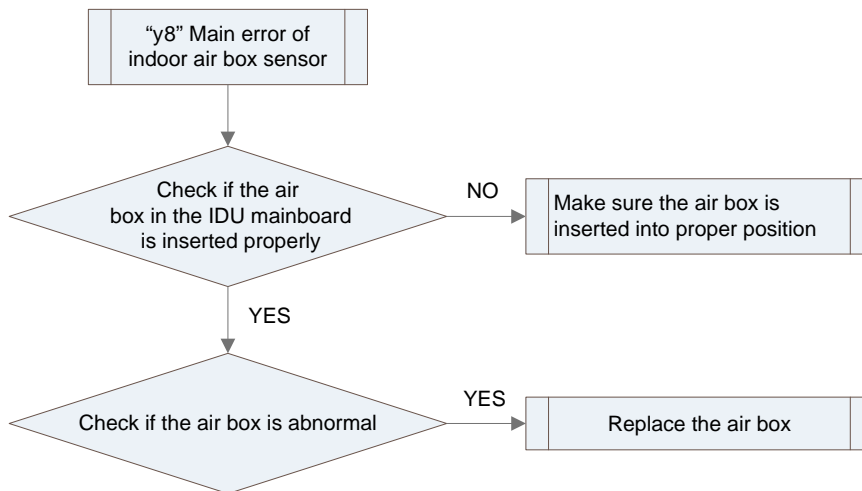 “y8” Main error of
indoor air box sensor
Check if the air
box in the IDU mainboard
is inserted properly
NO
Make sure the air box is
inserted into proper position
YES
Check if the air box is abnormal
YES
Replace the air box